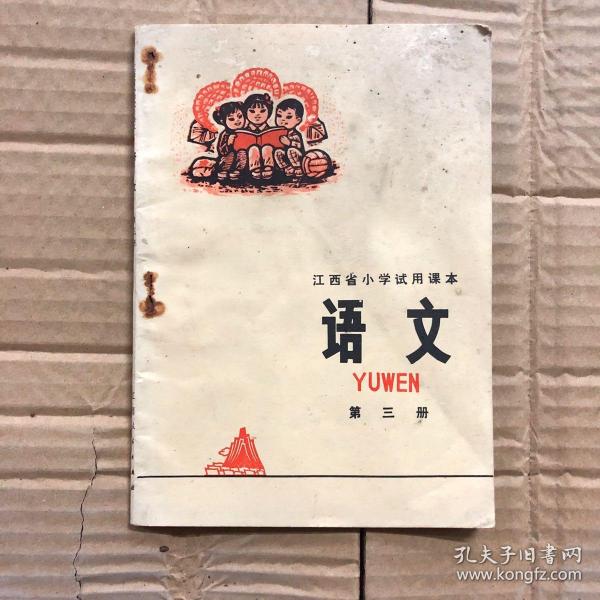 江西省小学试用课本
语文
YUWEN
第三册
孔夫子旧书网
www.kongfz.com